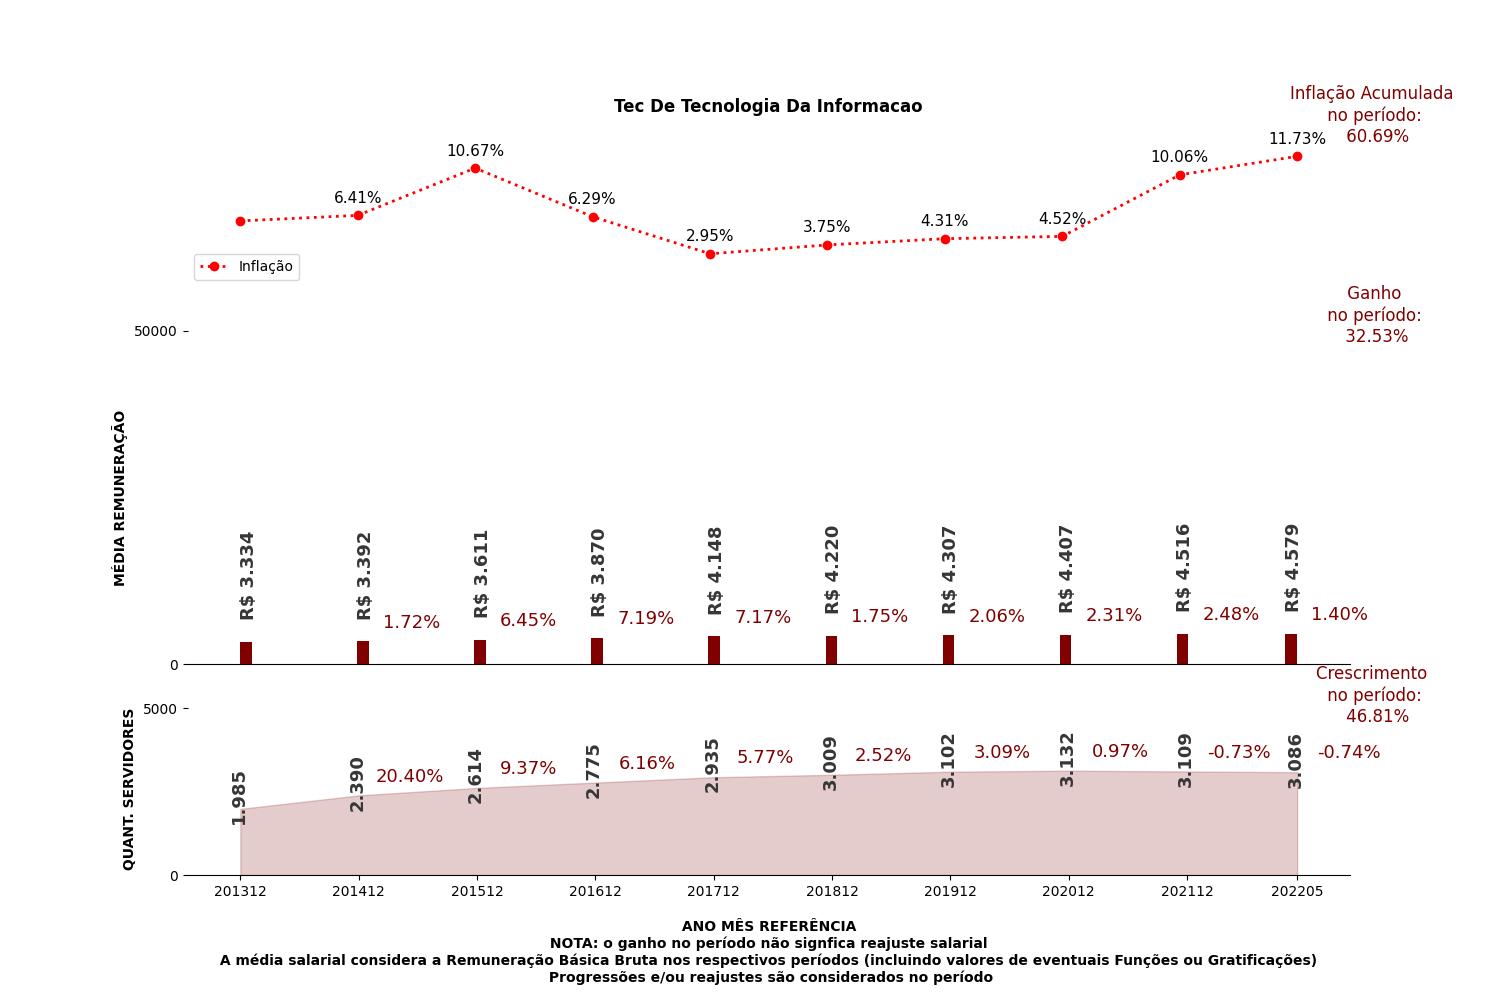 Tec De Tecnologia Da Informacao
Inflação Acumulada
no período:
60.69%
6.41%
10.67%
6.29%
2.95%
3.75%
4.31%
4.52%
10.06%
11.73%
Inflação
Ganho
no período:
32.53%
50000
0
MÉDIA REMUNERAÇÃO
R$ 3.334
R$ 3.392
R$ 3.611
R$ 3.870
R$ 4.148
R$ 4.220
R$ 4.307
R$ 4.407
R$ 4.516
R$ 4.579
1.72%
6.45%
7.19%
7.17%
1.75%
2.06%
2.31%
2.48%
1.40%
Crescrimento
no período:
46.81%
5000
0
QUANT. SERVIDORES
1.985
2.390
2.614
2.775
2.935
3.009
3.102
3.132
3.109
3.086
20.40%
9.37%
6.16%
5.77%
2.52%
3.09%
0.97%
-0.73%
-0.74%
201312
201412
201512
201612
201712
201812
201912
202012
202112
202205
ANO MÊS REFERÊNCIA
NOTA: o ganho no período não signfica reajuste salarial
A média salarial considera a Remuneração Básica Bruta nos respectivos períodos (incluindo valores de eventuais Funções ou Gratificações)
Progressões e/ou reajustes são considerados no período